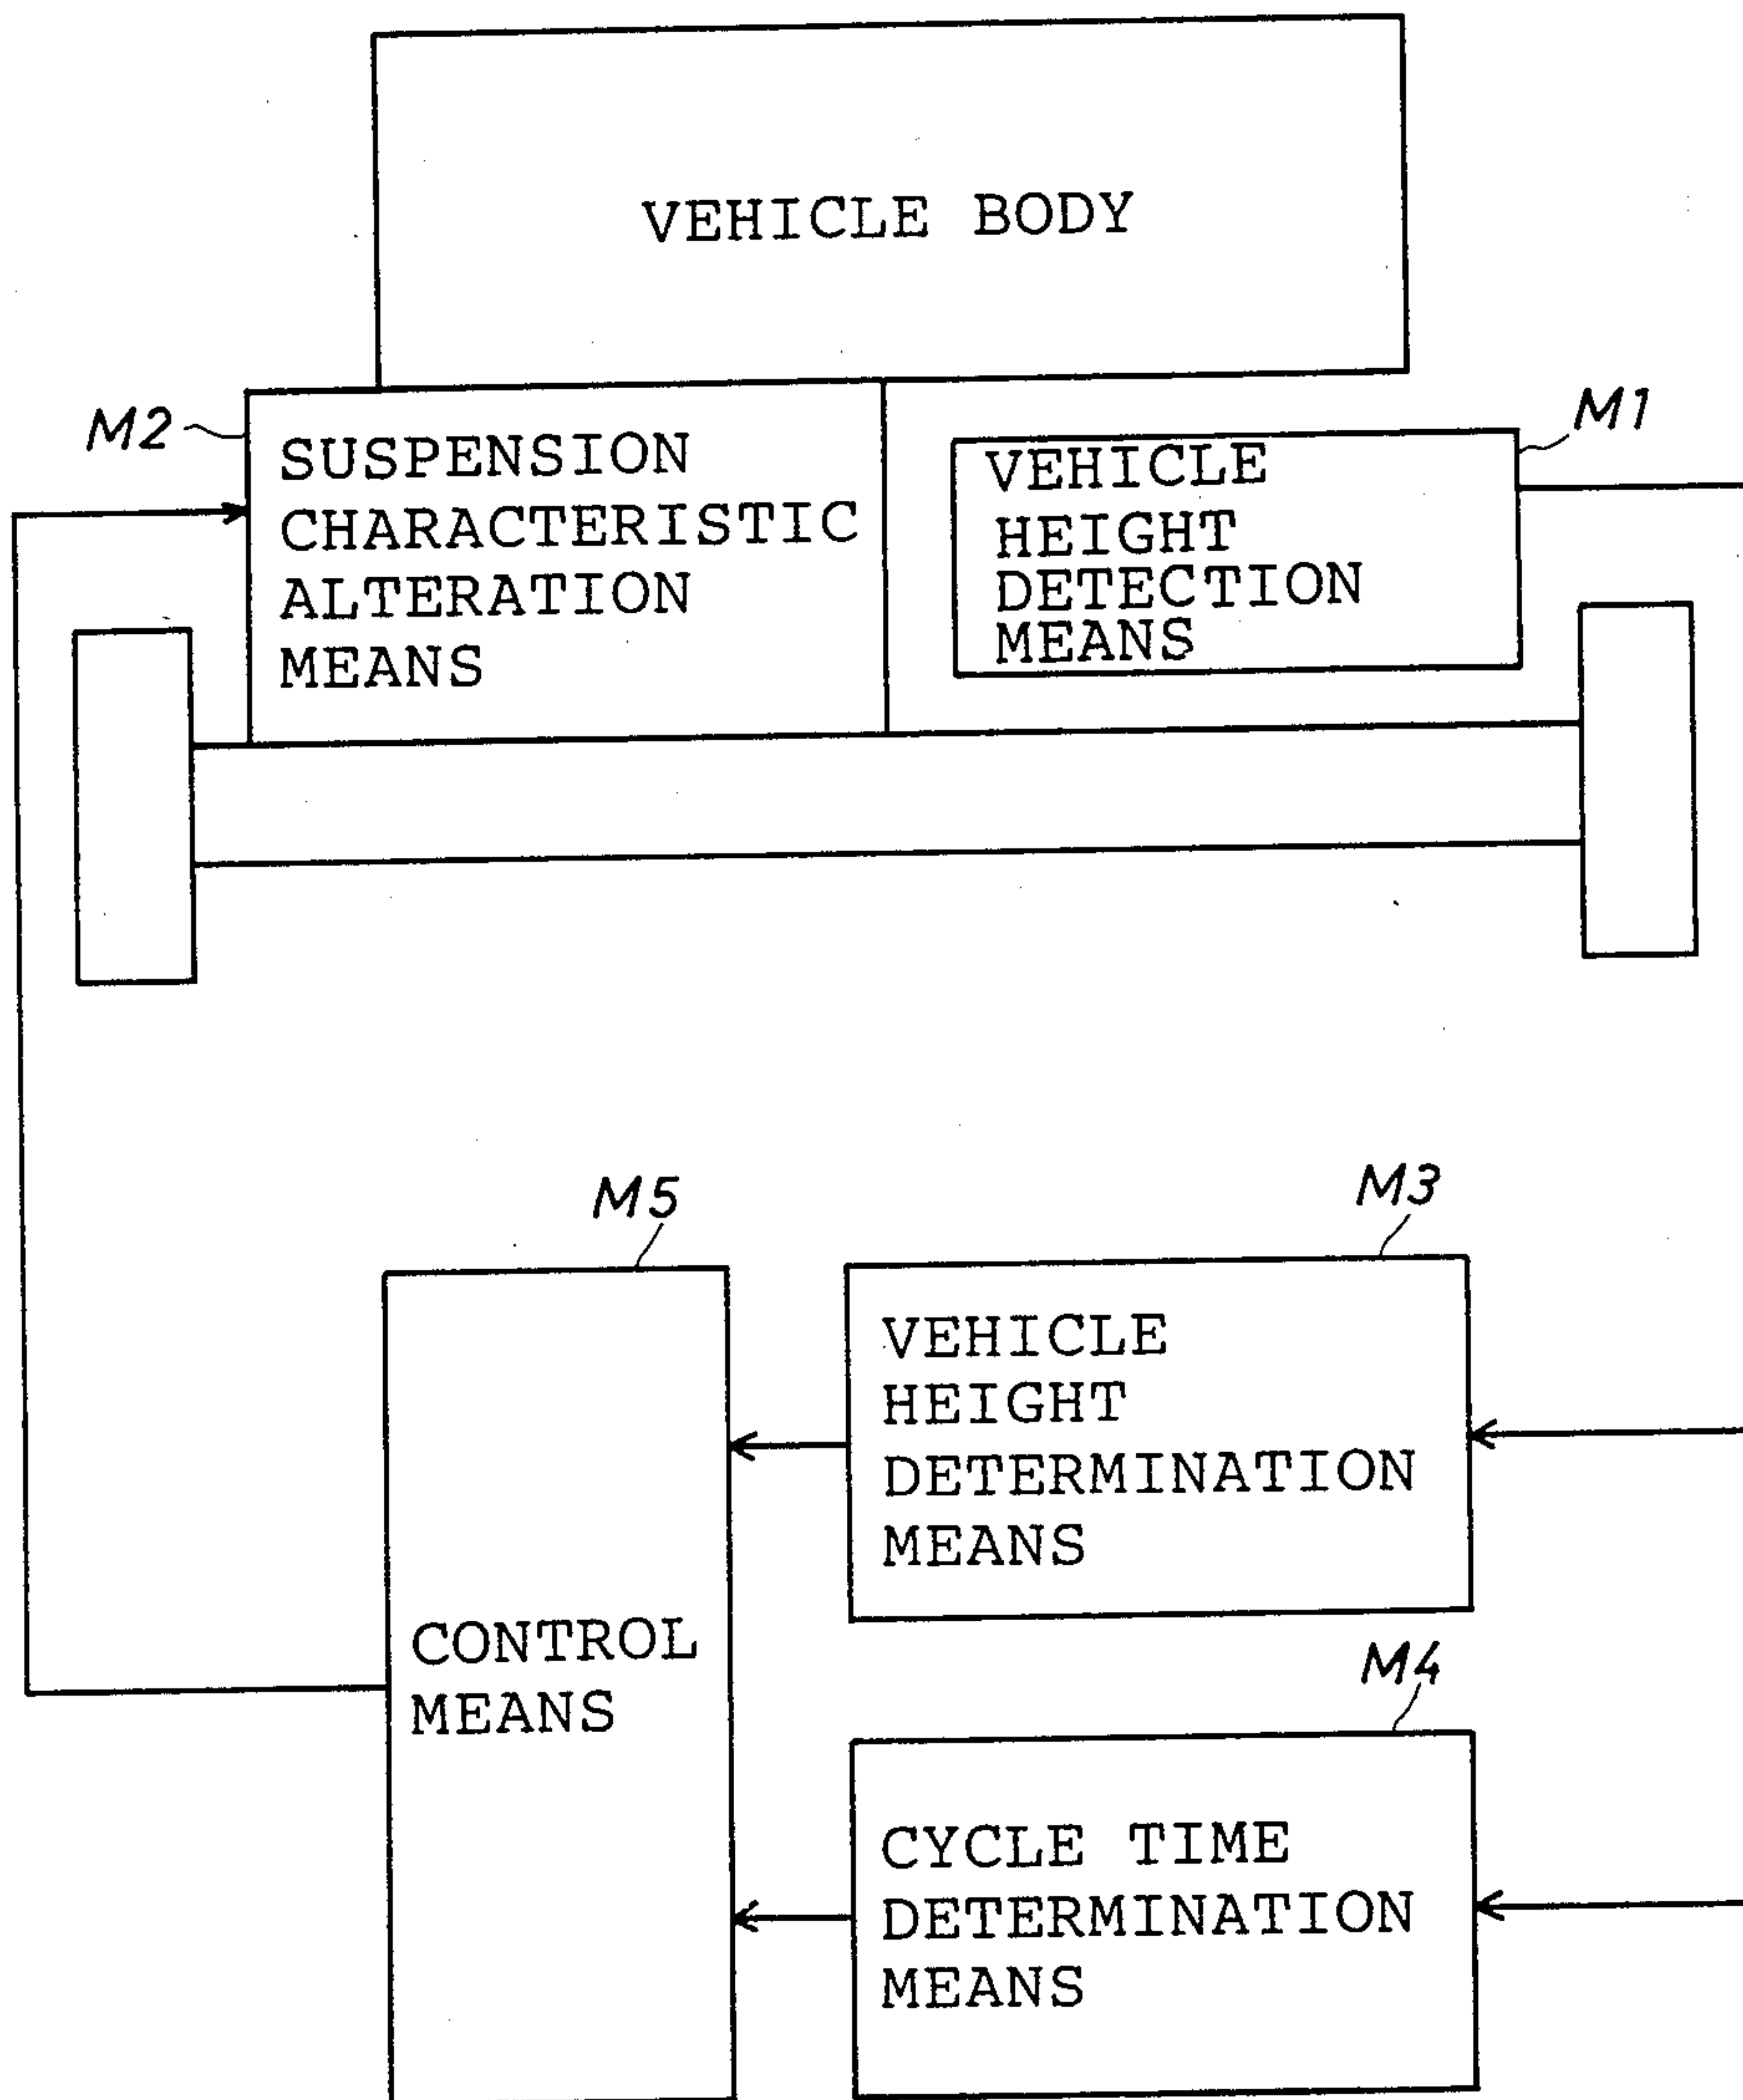 VEHICLE BODY
M2
SUSPENSION
CHARACTERISTIC
ALTERATION
MEANS
M1
VEHICLE
HEIGHT
DETECTION
MEANS
M5
CONTROL
MEANS
M3
VEHICLE
HEIGHT
DETERMINATION
MEANS
M4
CYCLE TIME
DETERMINATION
MEANS